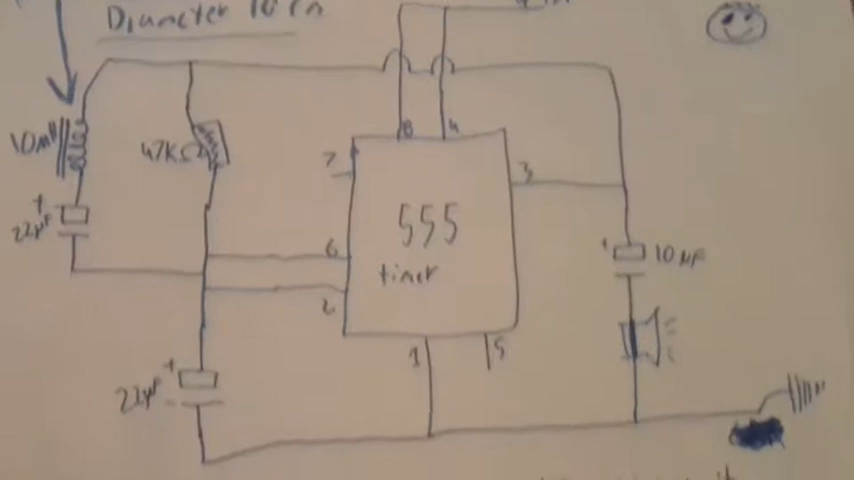 Diameter 10 cm
8 4
10mH
47KΩ
7
3
555
timer
+
22µF
6
+
10µF
2
1
5
+
22µF